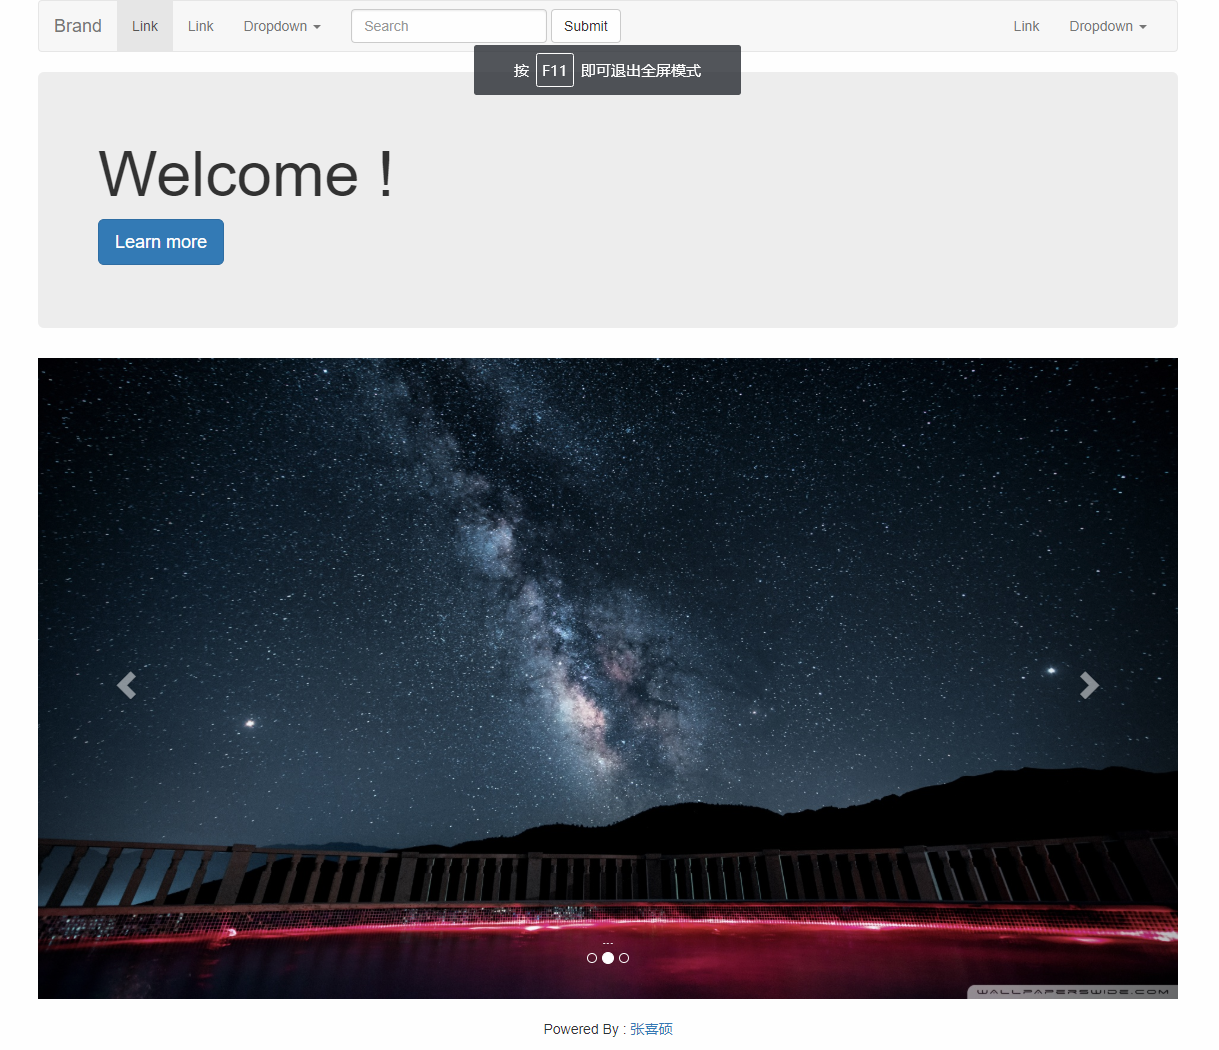 Brand Link Link Dropdown Search Submit Link Dropdown
按 F11 即可退出全屏模式
Welcome !
Learn more
...
WALLPAPERSWIDE.COM
Powered By : 张喜硕